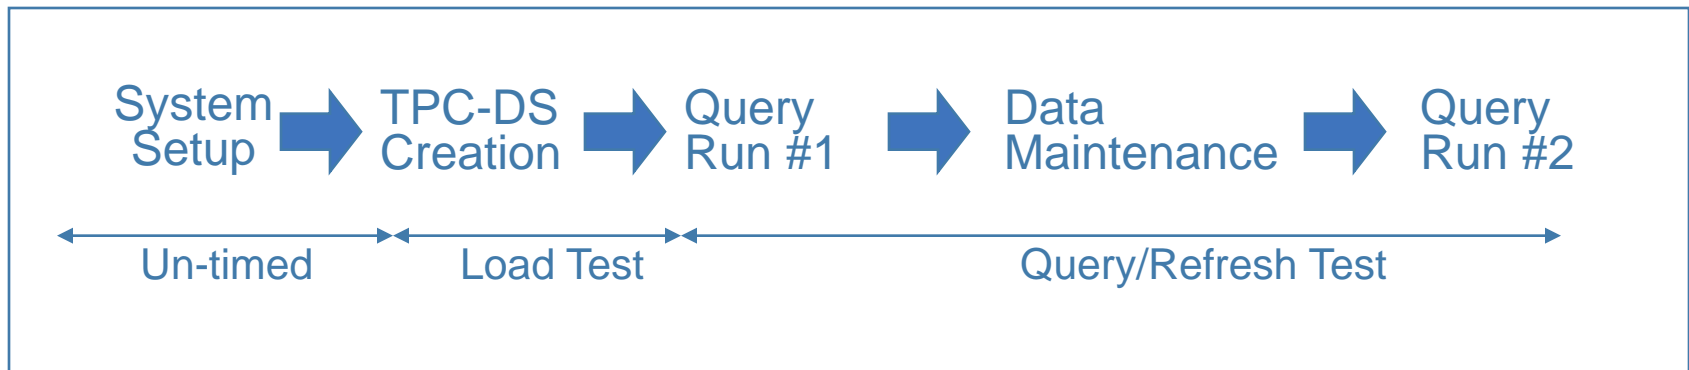 System
Setup
TPC-DS
Creation
Query
Run #1
Data
Maintenance
Query
Run #2
Un-timed
Load Test
Query/Refresh Test